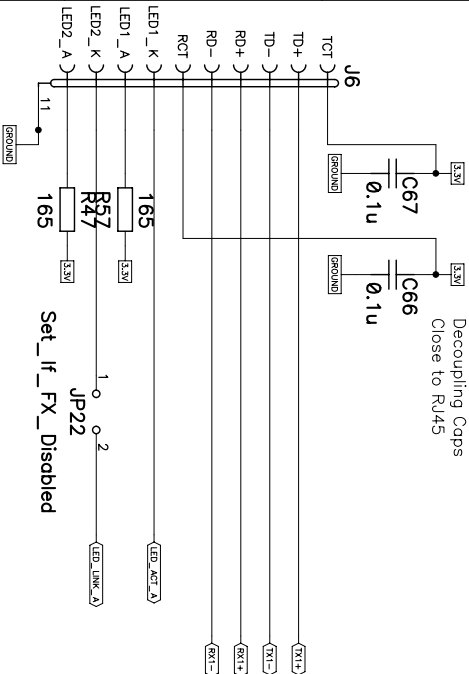 Decoupling Caps
Close to RJ45
3.3V
C67
0.1u
GROUND
3.3V
C66
0.1u
GROUND
J6
TCT
TD+
TD-
RD+
RD-
RCT
LED1_K
LED1_A
LED2_K
LED2_A
TX1+
TX1-
RX1+
RX1-
LED_ACT_A
LED_LINK_A
165
R57
3.3V
R47
165
3.3V
1
2
JP22
Set_If_FX_Disabled
11
GROUND